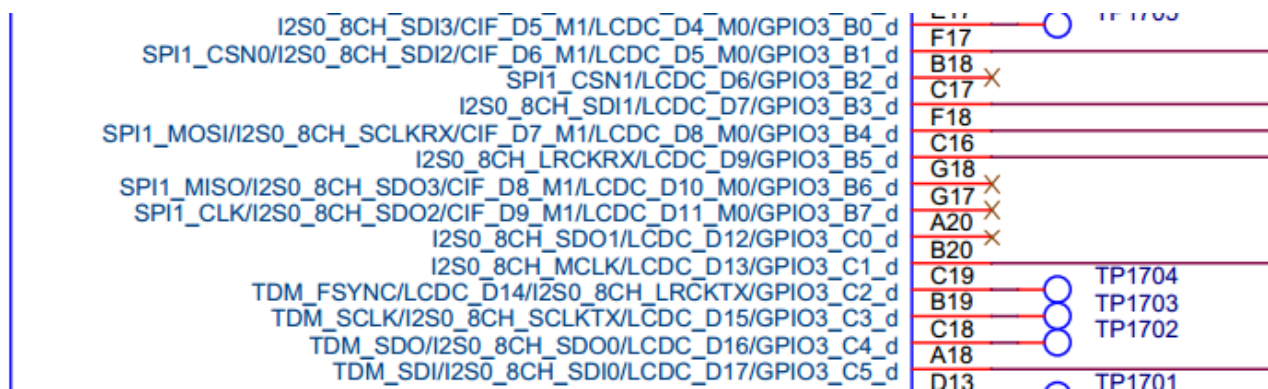 I2S0_8CH_SDI3/CIF_D5_M1/LCDC_D4_M0/GPIO3_B0_d E17 TP1705
SPI1_CSN0/I2S0_8CH_SDI2/CIF_D6_M1/LCDC_D5_M0/GPIO3_B1_d F17
SPI1_CSN1/LCDC_D6/GPIO3_B2_d B18
I2S0_8CH_SDI1/LCDC_D7/GPIO3_B3_d C17
SPI1_MOSI/I2S0_8CH_SCLKRX/CIF_D7_M1/LCDC_D8_M0/GPIO3_B4_d F18
I2S0_8CH_LRCKRX/LCDC_D9/GPIO3_B5_d C16
SPI1_MISO/I2S0_8CH_SDO3/CIF_D8_M1/LCDC_D10_M0/GPIO3_B6_d G18
SPI1_CLK/I2S0_8CH_SDO2/CIF_D9_M1/LCDC_D11_M0/GPIO3_B7_d G17
I2S0_8CH_SDO1/LCDC_D12/GPIO3_C0_d A20
I2S0_8CH_MCLK/LCDC_D13/GPIO3_C1_d B20
TDM_FSYNC/LCDC_D14/I2S0_8CH_LRCKTX/GPIO3_C2_d C19 TP1704
TDM_SCLK/I2S0_8CH_SCLKTX/LCDC_D15/GPIO3_C3_d B19 TP1703
TDM_SDO/I2S0_8CH_SDO0/LCDC_D16/GPIO3_C4_d C18 TP1702
TDM_SDI/I2S0_8CH_SDI0/LCDC_D17/GPIO3_C5_d A18
D13 TP1701